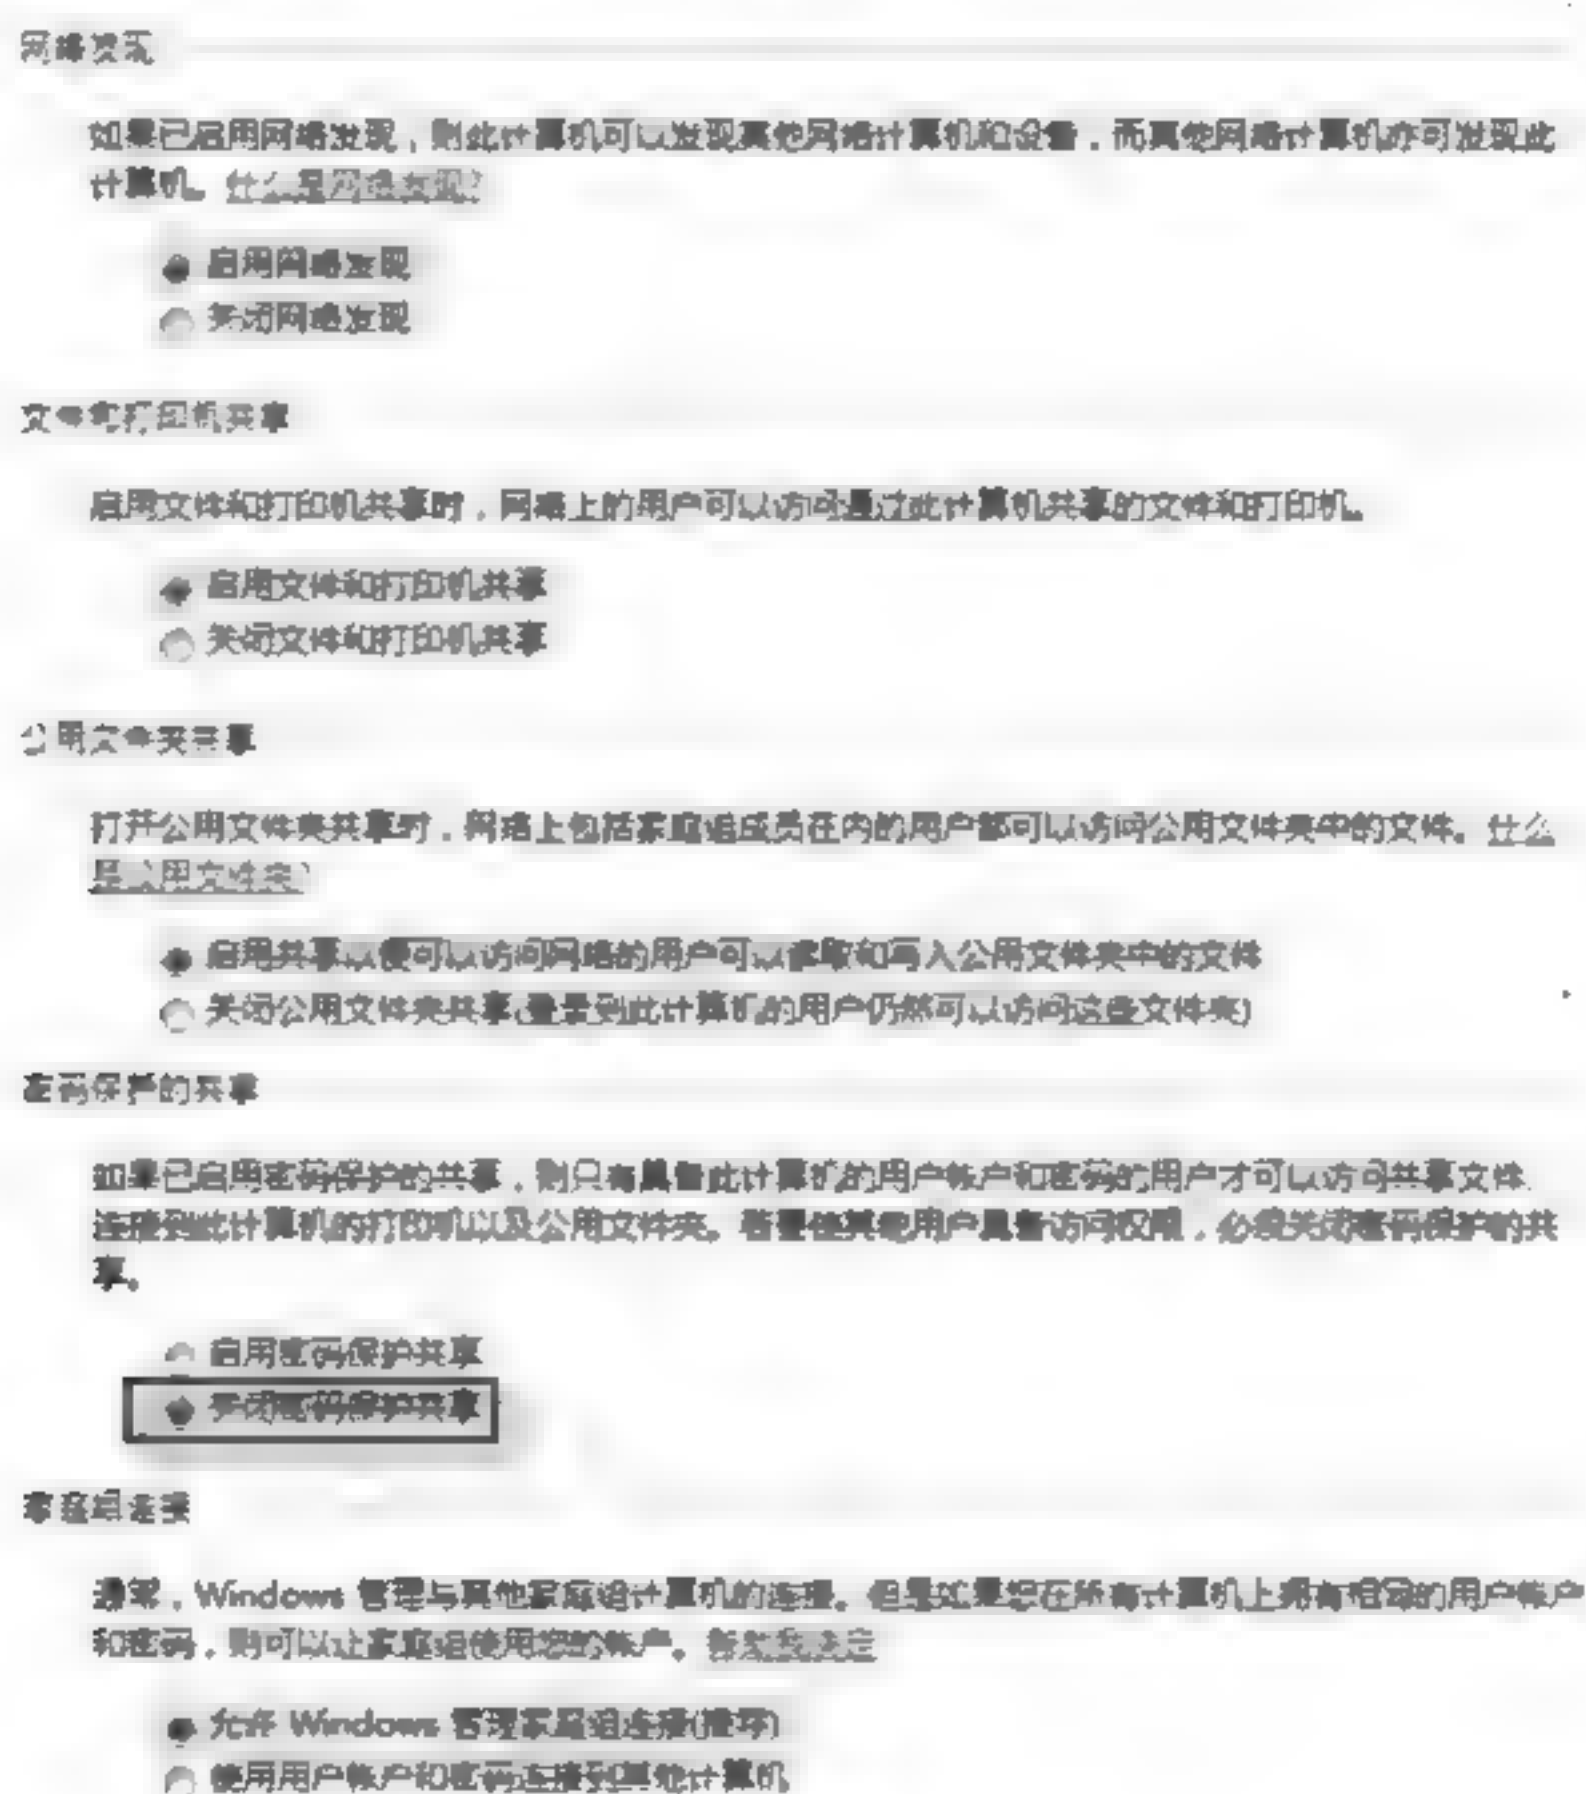 网络发现
如果已启用网络发现，则此计算机可以发现其他网络计算机和设备，而其他网络计算机亦可发现此
计算机。什么是网络发现?
启用网络发现
关闭网络发现
文件和打印机共享
启用文件和打印机共享时，网络上的用户可以访问通过此计算机共享的文件和打印机。
启用文件和打印机共享
关闭文件和打印机共享
公用文件夹共享
打开公用文件夹共享时，网络上包括家庭组成员在内的用户都可以访问公用文件夹中的文件。什么
是公用文件夹?
启用共享以便可以访问网络的用户可以读取和写入公用文件夹中的文件
关闭公用文件夹共享(登录到此计算机的用户仍然可以访问这些文件夹)
密码保护的共享
如果已启用密码保护的共享，则只有具备此计算机的用户帐户和密码的用户才可以访问共享文件、
连接到此计算机的打印机以及公用文件夹。若要使其他用户具备访问权限，必须关闭密码保护的共
享。
启用密码保护共享
关闭密码保护共享
家庭组连接
通常，Windows 管理与其他家庭组计算机的连接。但是如果您在所有计算机上拥有相同的用户帐户
和密码，则可以让家庭组使用您的帐户。帮助我决定
允许 Windows 管理家庭组连接(推荐)
使用用户帐户和密码连接到其他计算机